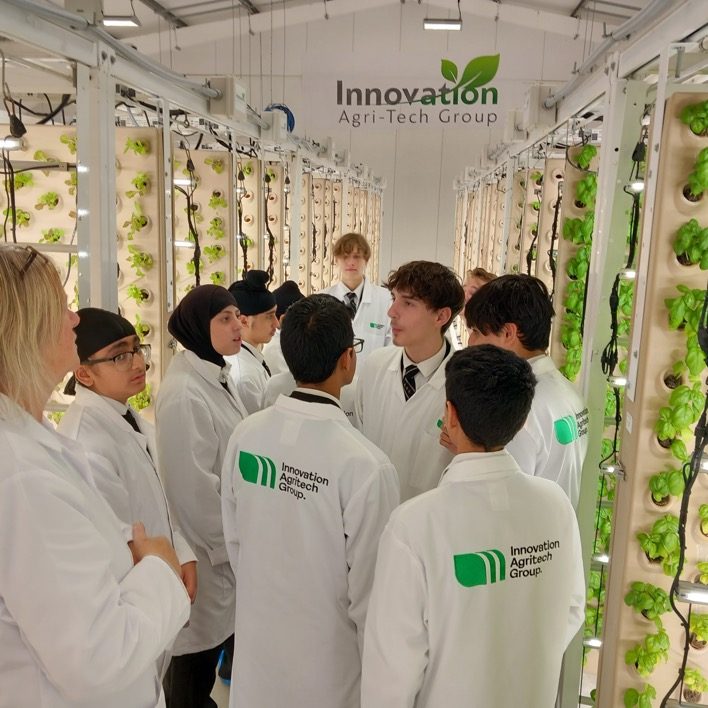 Innovation
Agri-Tech Group
Innovation
Agritech
Group.
Innovation
Agritech
Group.